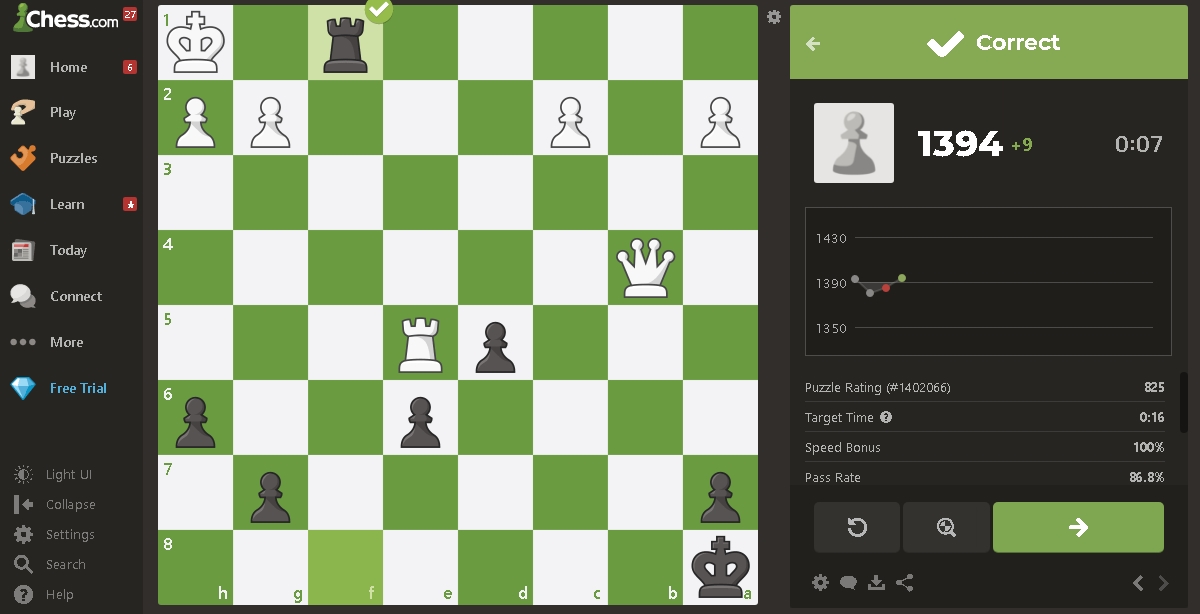 Chess.com 27
Home 6
Play
Puzzles
Learn
Today
Connect
More
Free Trial
Light UI
Collapse
Settings
Search
Help
1
2
3
4
5
6
7
8
h g f e d c b a
Correct
1394 +9 0:07
1430
1390
1350
Puzzle Rating (#1402066) 825
Target Time ? 0:16
Speed Bonus 100%
Pass Rate 86.8%